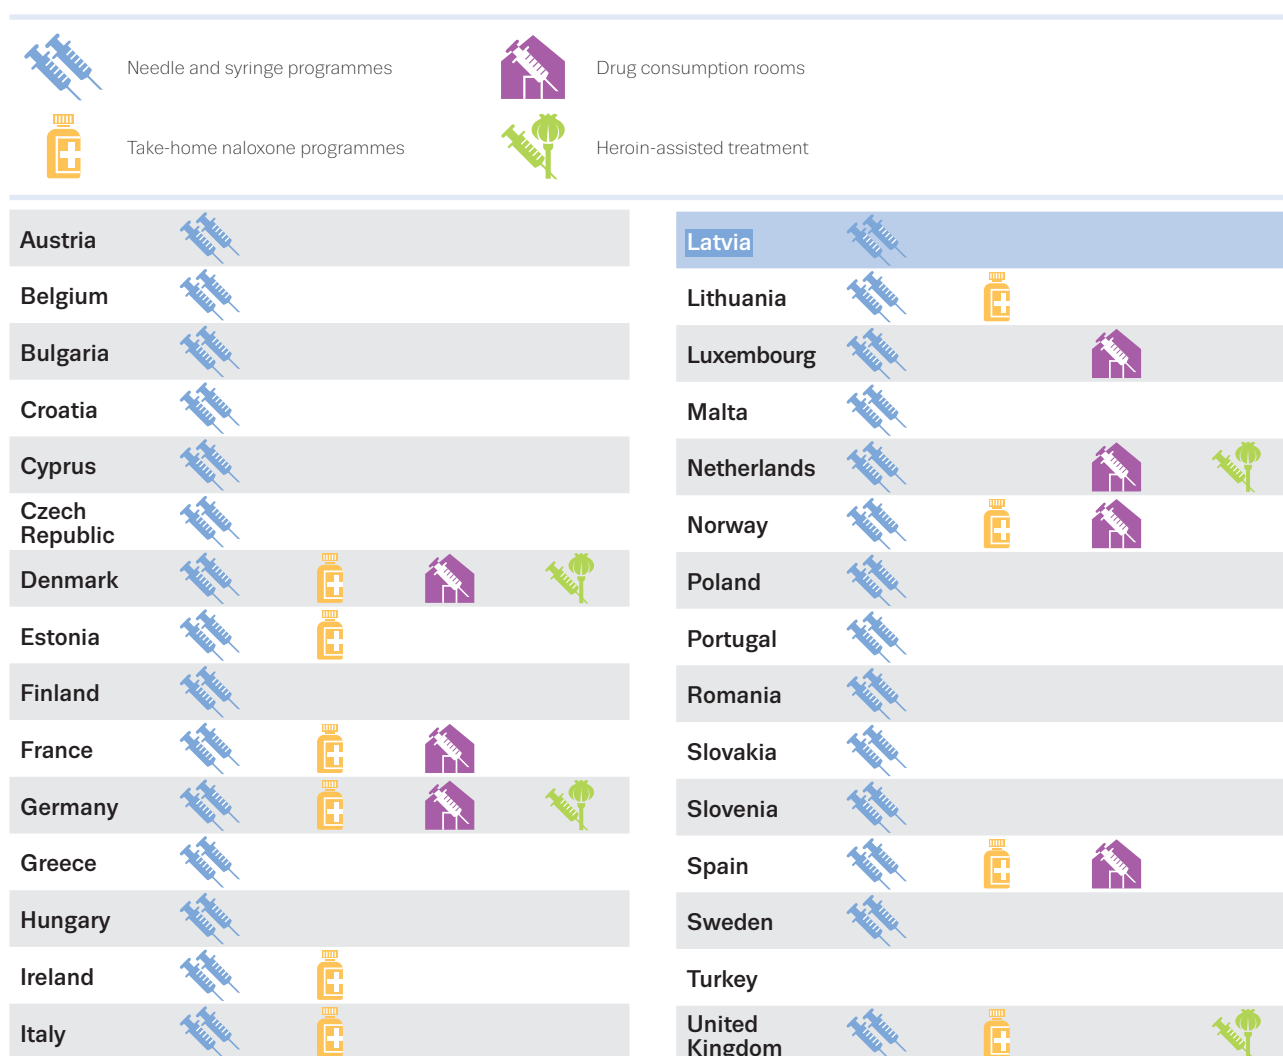 Needle and syringe programmes
Drug consumption rooms
Take-home naloxone programmes
Heroin-assisted treatment
Austria
Belgium
Bulgaria
Croatia
Cyprus
Czech
Republic
Denmark
Estonia
Finland
France
Germany
Greece
Hungary
Ireland
Italy
Latvia
Lithuania
Luxembourg
Malta
Netherlands
Norway
Poland
Portugal
Romania
Slovakia
Slovenia
Spain
Sweden
Turkey
United
Kingdom